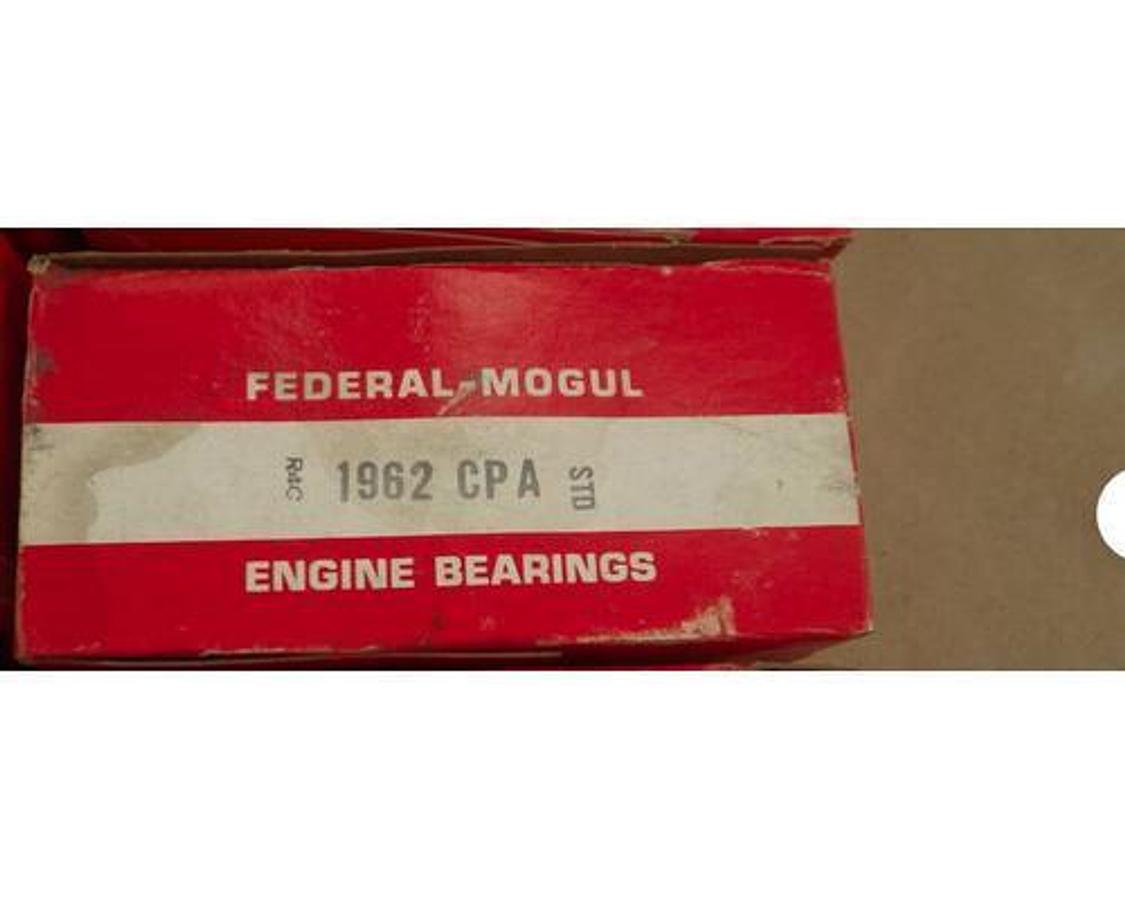 FEDERAL-MOGUL
1962 CPA STD
ENGINE BEARINGS